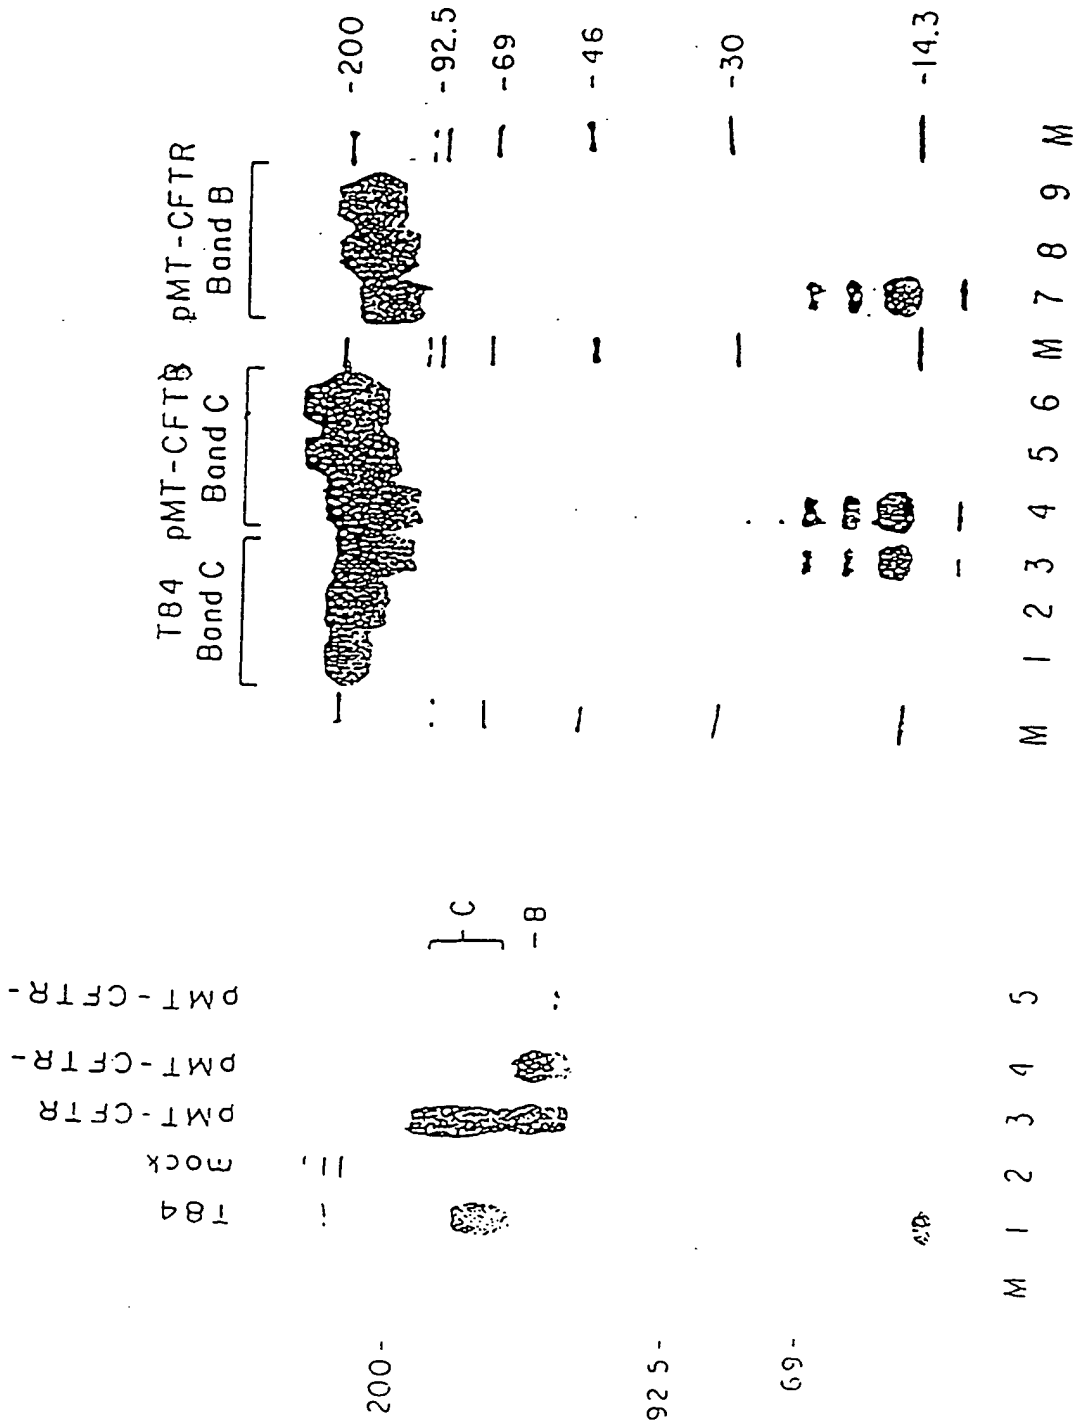 T84
mock
pMT-CFTR
pMT-CFTR-
pMT-CFTR-
200-
92 5-
69-
C
-B
M 1 2 3 4 5
T84 pMT-CFTR pMT-CFTR
Band C Band C Band B
-200
-92.5
-69
-46
-30
-14.3
M 1 2 3 4 5 6 M 7 8 9 M